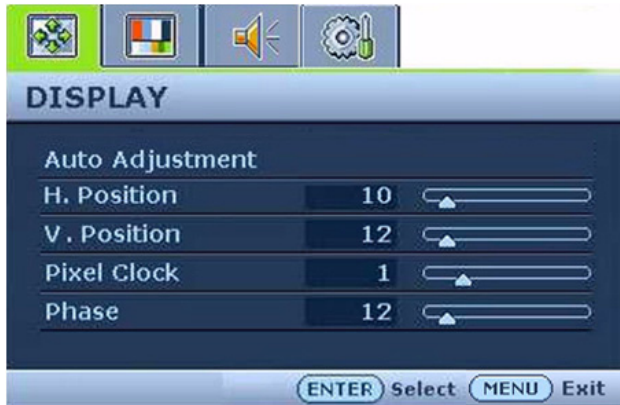 DISPLAY
Auto Adjustment
H. Position 10
V. Position 12
Pixel Clock 1
Phase 12
ENTER Select MENU Exit